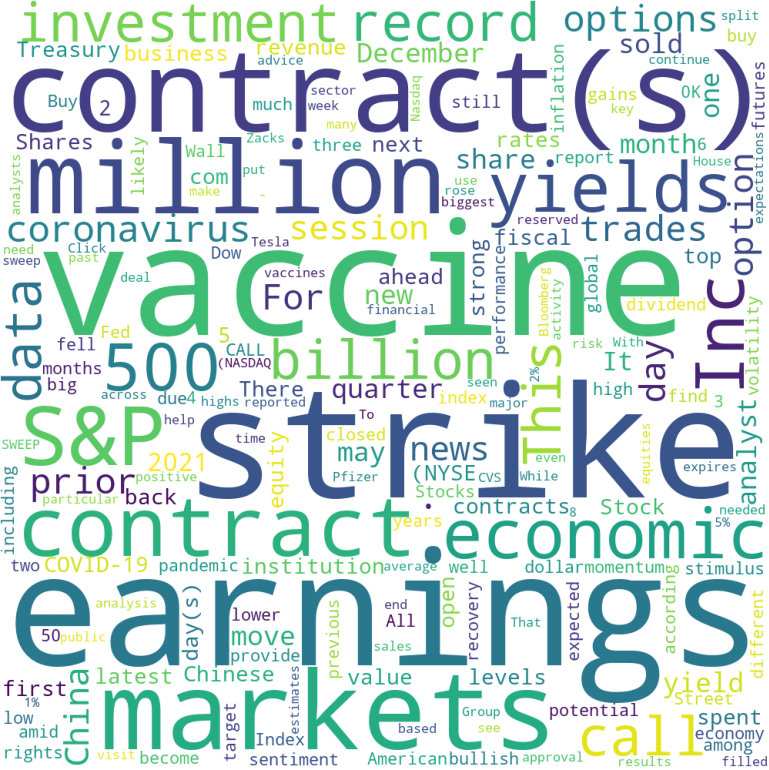 investment
record
options
split
buy
Treasury
business
revenue
December
sold
advice
continue
contract(s)
Buy
2
much
sector
week
still
Nasdaq
inflation
gains
key
OK
one
futures
Shares
likely
Wall
Zacks
many
three
next
rates
month
6
House
expectations
analysts
million
com
put
make
-
use
rose
biggest
share
report
yields
option
coronavirus
session
reserved
fiscal
trades
need
past
sweep
Click
deal
Dow
Tesla
vaccines
ahead
strong
performance
top
data
vaccine
For
new
financial
Bloomberg
activity
global
dividend
volatility
Inc
Fed
5
fell
months
big
500
CALL
(NASDAQ
billion
This
2%
risk
With
It
day
across
due
4
highs
reported
There
quarter
index
seen
major
high
find
3
S&P
help
To
strike
analyst
SWEEP
time
closed
may
news
even
equities
expires
2021
equity
Pfizer
(NYSE
CVS
While
prior
positive
back
particular
Stocks
.
including
contract
years
contracts
8
Stock
needed
5%
economic
two
COVID-19
pandemic
institution
average
well
dollar
momentum
stimulus
earnings
analysis
50
public
day(s)
lower
move
provide
end
All
previous
open
recovery
expected
That
according
different
sales
first
China
latest
Chinese
value
levels
yield
Street
1%
low
amid
rights
markets
target
Index
estimates
based
Group
see
potential
call
spent
economy
among
visit
become
sentiment
American
bullish
approval
results
filled